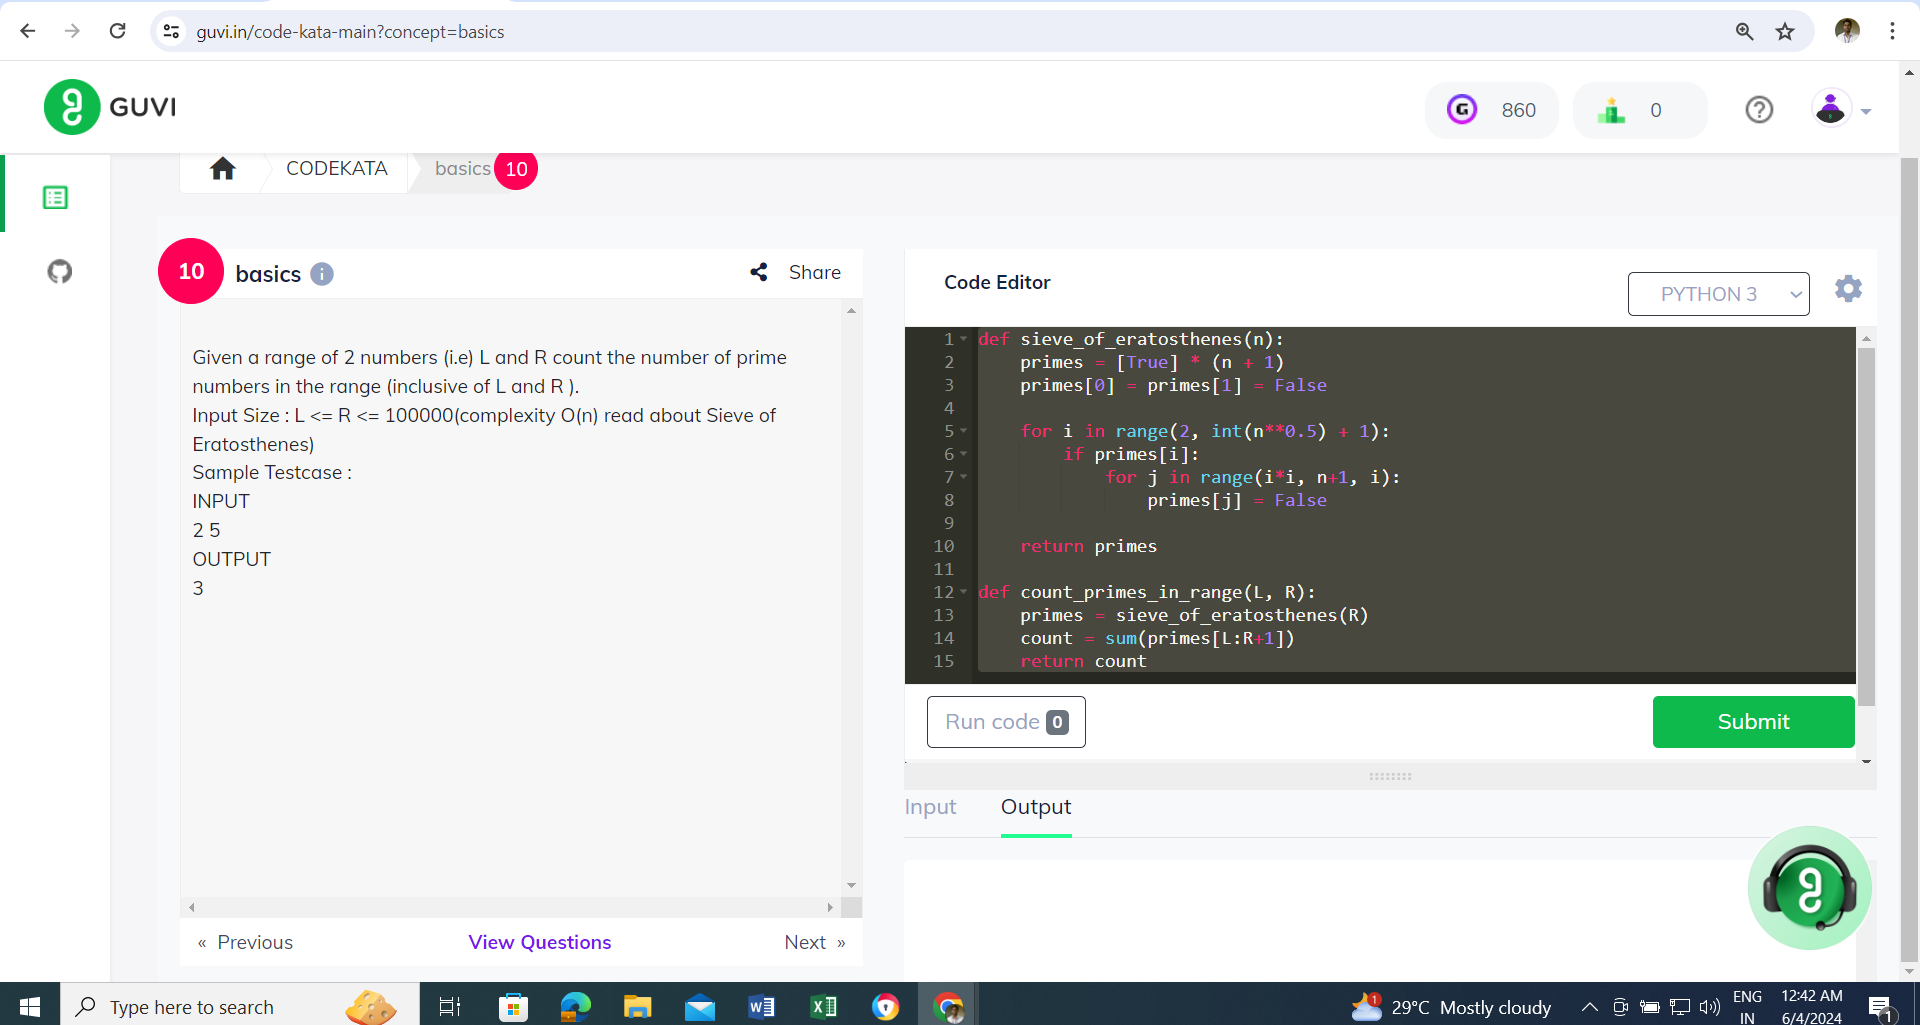 guvi.in/code-kata-main?concept=basics
GUVI
G 860
0
CODEKATA
basics 10
10 basics i
Share
Given a range of 2 numbers (i.e) L and R count the number of prime
numbers in the range (inclusive of L and R ).
Input Size : L <= R <= 100000(complexity O(n) read about Sieve of
Eratosthenes)
Sample Testcase :
INPUT
2 5
OUTPUT
3
« Previous
View Questions
Next »
Code Editor
PYTHON 3
1 def sieve_of_eratosthenes(n):
2     primes = [True] * (n + 1)
3     primes[0] = primes[1] = False
4
5     for i in range(2, int(n**0.5) + 1):
6         if primes[i]:
7             for j in range(i*i, n+1, i):
8                 primes[j] = False
9
10     return primes
11
12 def count_primes_in_range(L, R):
13     primes = sieve_of_eratosthenes(R)
14     count = sum(primes[L:R+1])
15     return count
Run code 0
Submit
Input
Output
Type here to search
1
29°C Mostly cloudy
ENG
IN
12:42 AM
6/4/2024
1